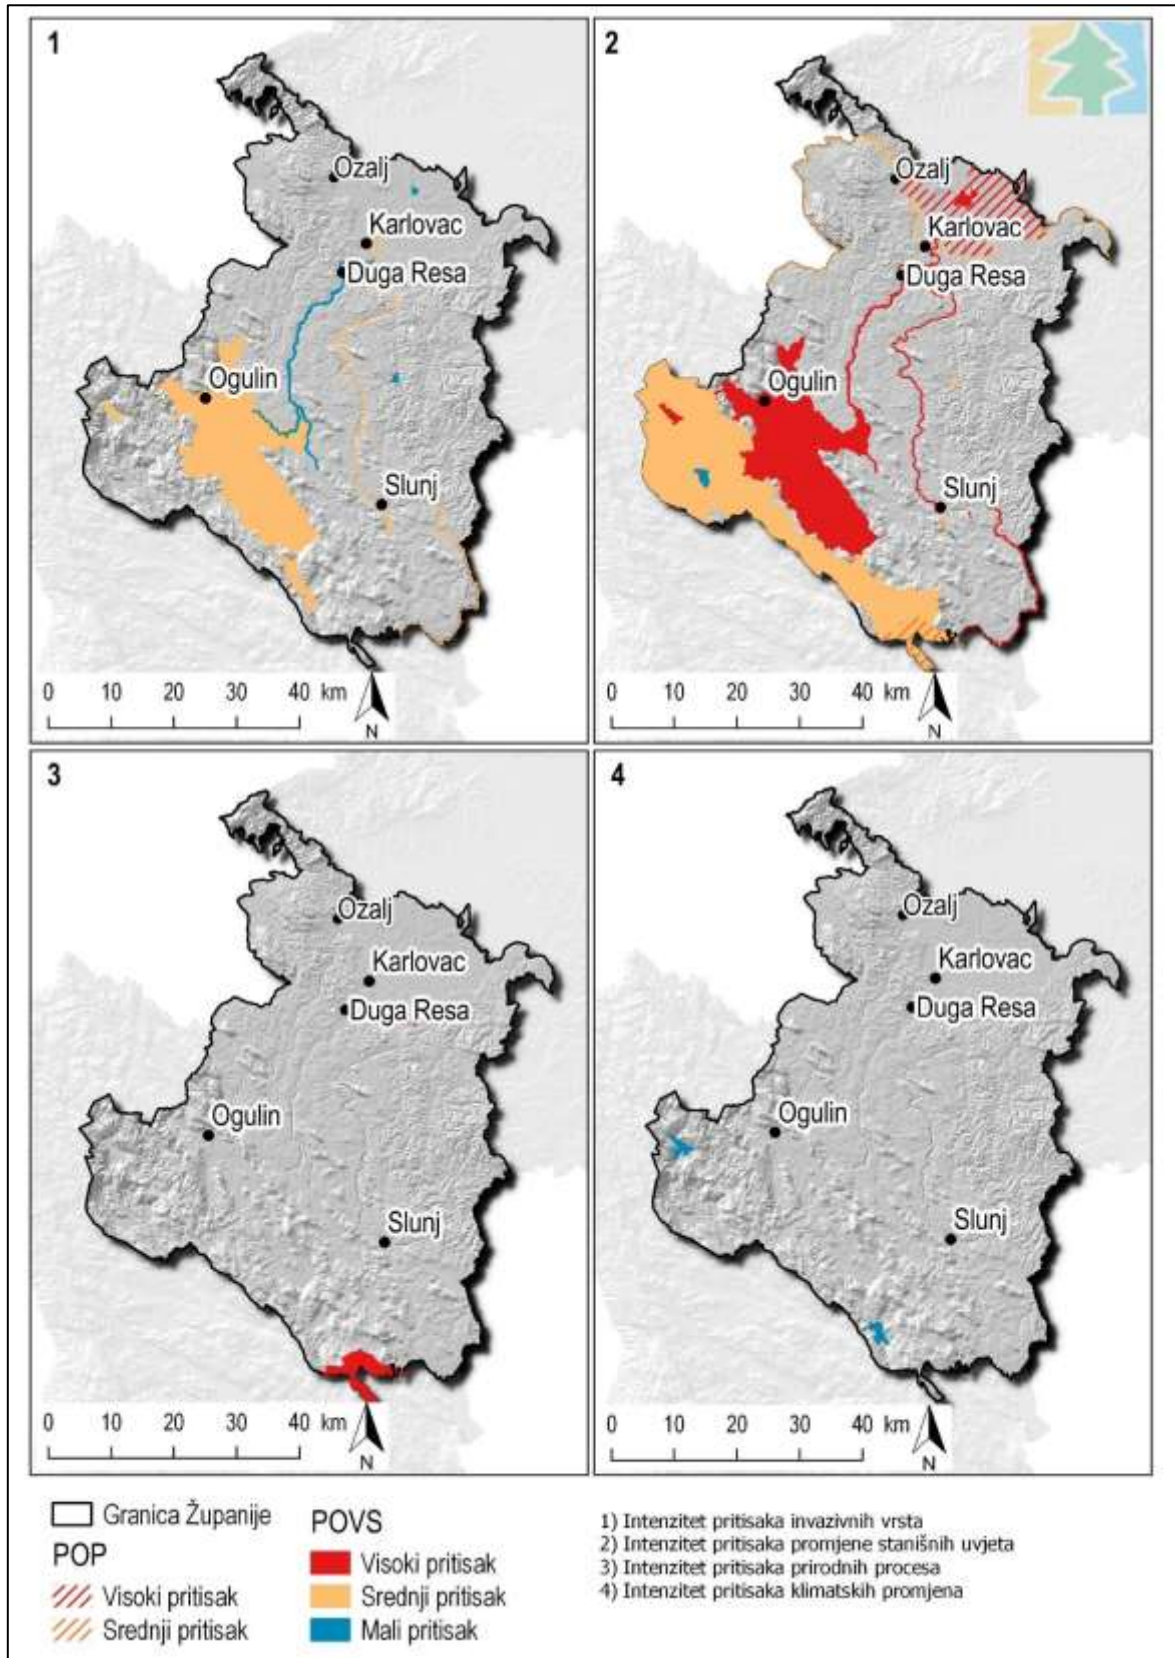 1
Ozalj
Karlovac
Duga Resa
Ogulin
Slunj
0 10 20 30 40 km
N
2
Ozalj
Karlovac
Duga Resa
Ogulin
Slunj
0 10 20 30 40 km
N
3
Ozalj
Karlovac
Duga Resa
Ogulin
Slunj
0 10 20 30 40 km
N
4
Ozalj
Karlovac
Duga Resa
Ogulin
Slunj
0 10 20 30 40 km
N
Granica Županije
POP
Visoki pritisak
Srednji pritisak
POVS
Visoki pritisak
Srednji pritisak
Mali pritisak
1) Intenzitet pritisaka invazivnih vrsta
2) Intenzitet pritisaka promjene stanišnih uvjeta
3) Intenzitet pritisaka prirodnih procesa
4) Intenzitet pritisaka klimatskih promjena